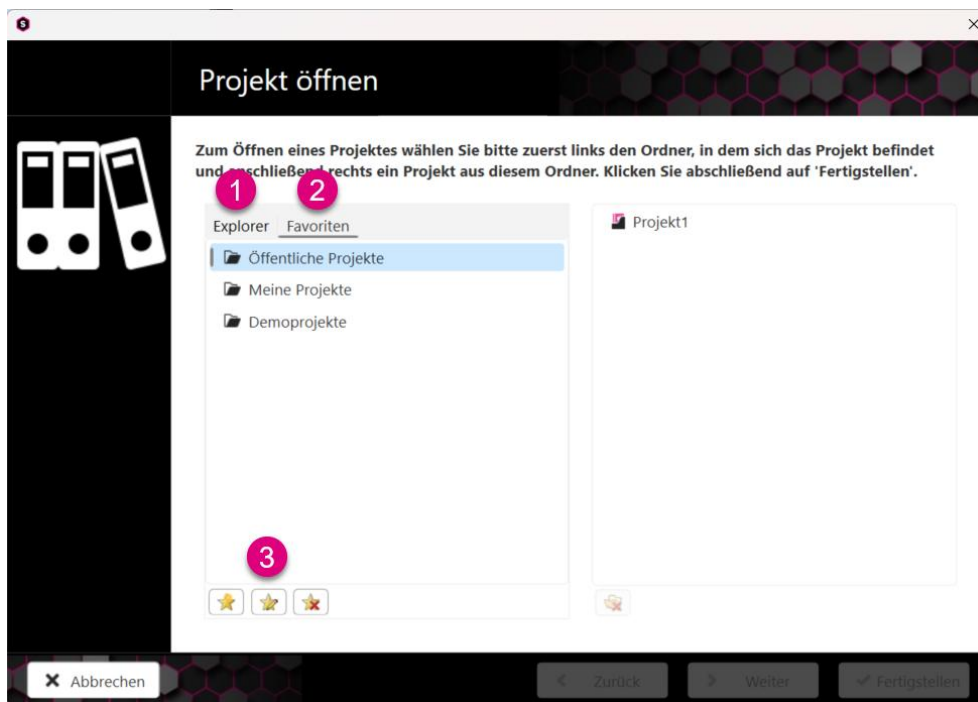 S
Projekt öffnen
Zum Öffnen eines Projektes wählen Sie bitte zuerst links den Ordner, in dem sich das Projekt befindet
und anschließend rechts ein Projekt aus diesem Ordner. Klicken Sie abschließend auf 'Fertigstellen'.
1 2
Explorer Favoriten
Öffentliche Projekte
Meine Projekte
Demoprojekte
Projekt1
3
Abbrechen Zurück Weiter Fertigstellen